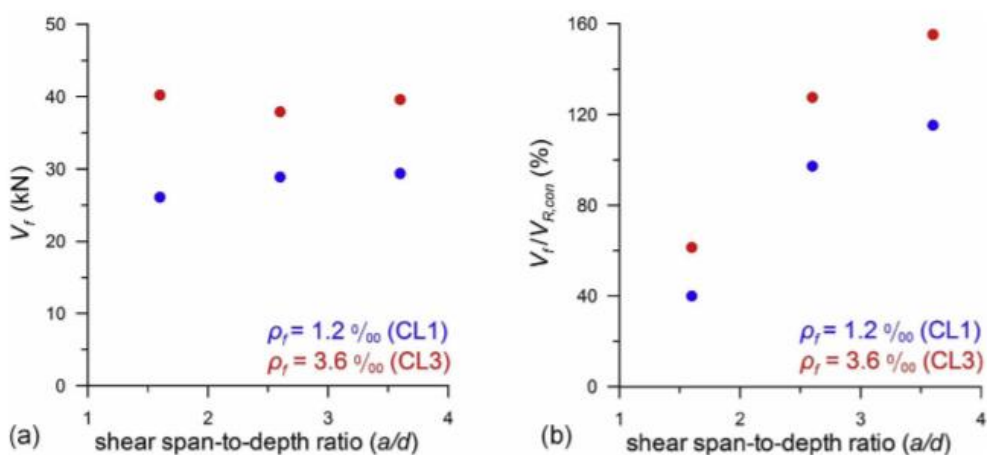 50
40
30
20
10
0
V_f (kN)
1 2 3 4
(a) shear span-to-depth ratio (a/d)
ρ_f = 1.2 ‱ (CL1)
ρ_f = 3.6 ‱ (CL3)
160
120
80
40
0
V_f/V_R,con (%)
1 2 3 4
(b) shear span-to-depth ratio (a/d)
ρ_f = 1.2 ‱ (CL1)
ρ_f = 3.6 ‱ (CL3)